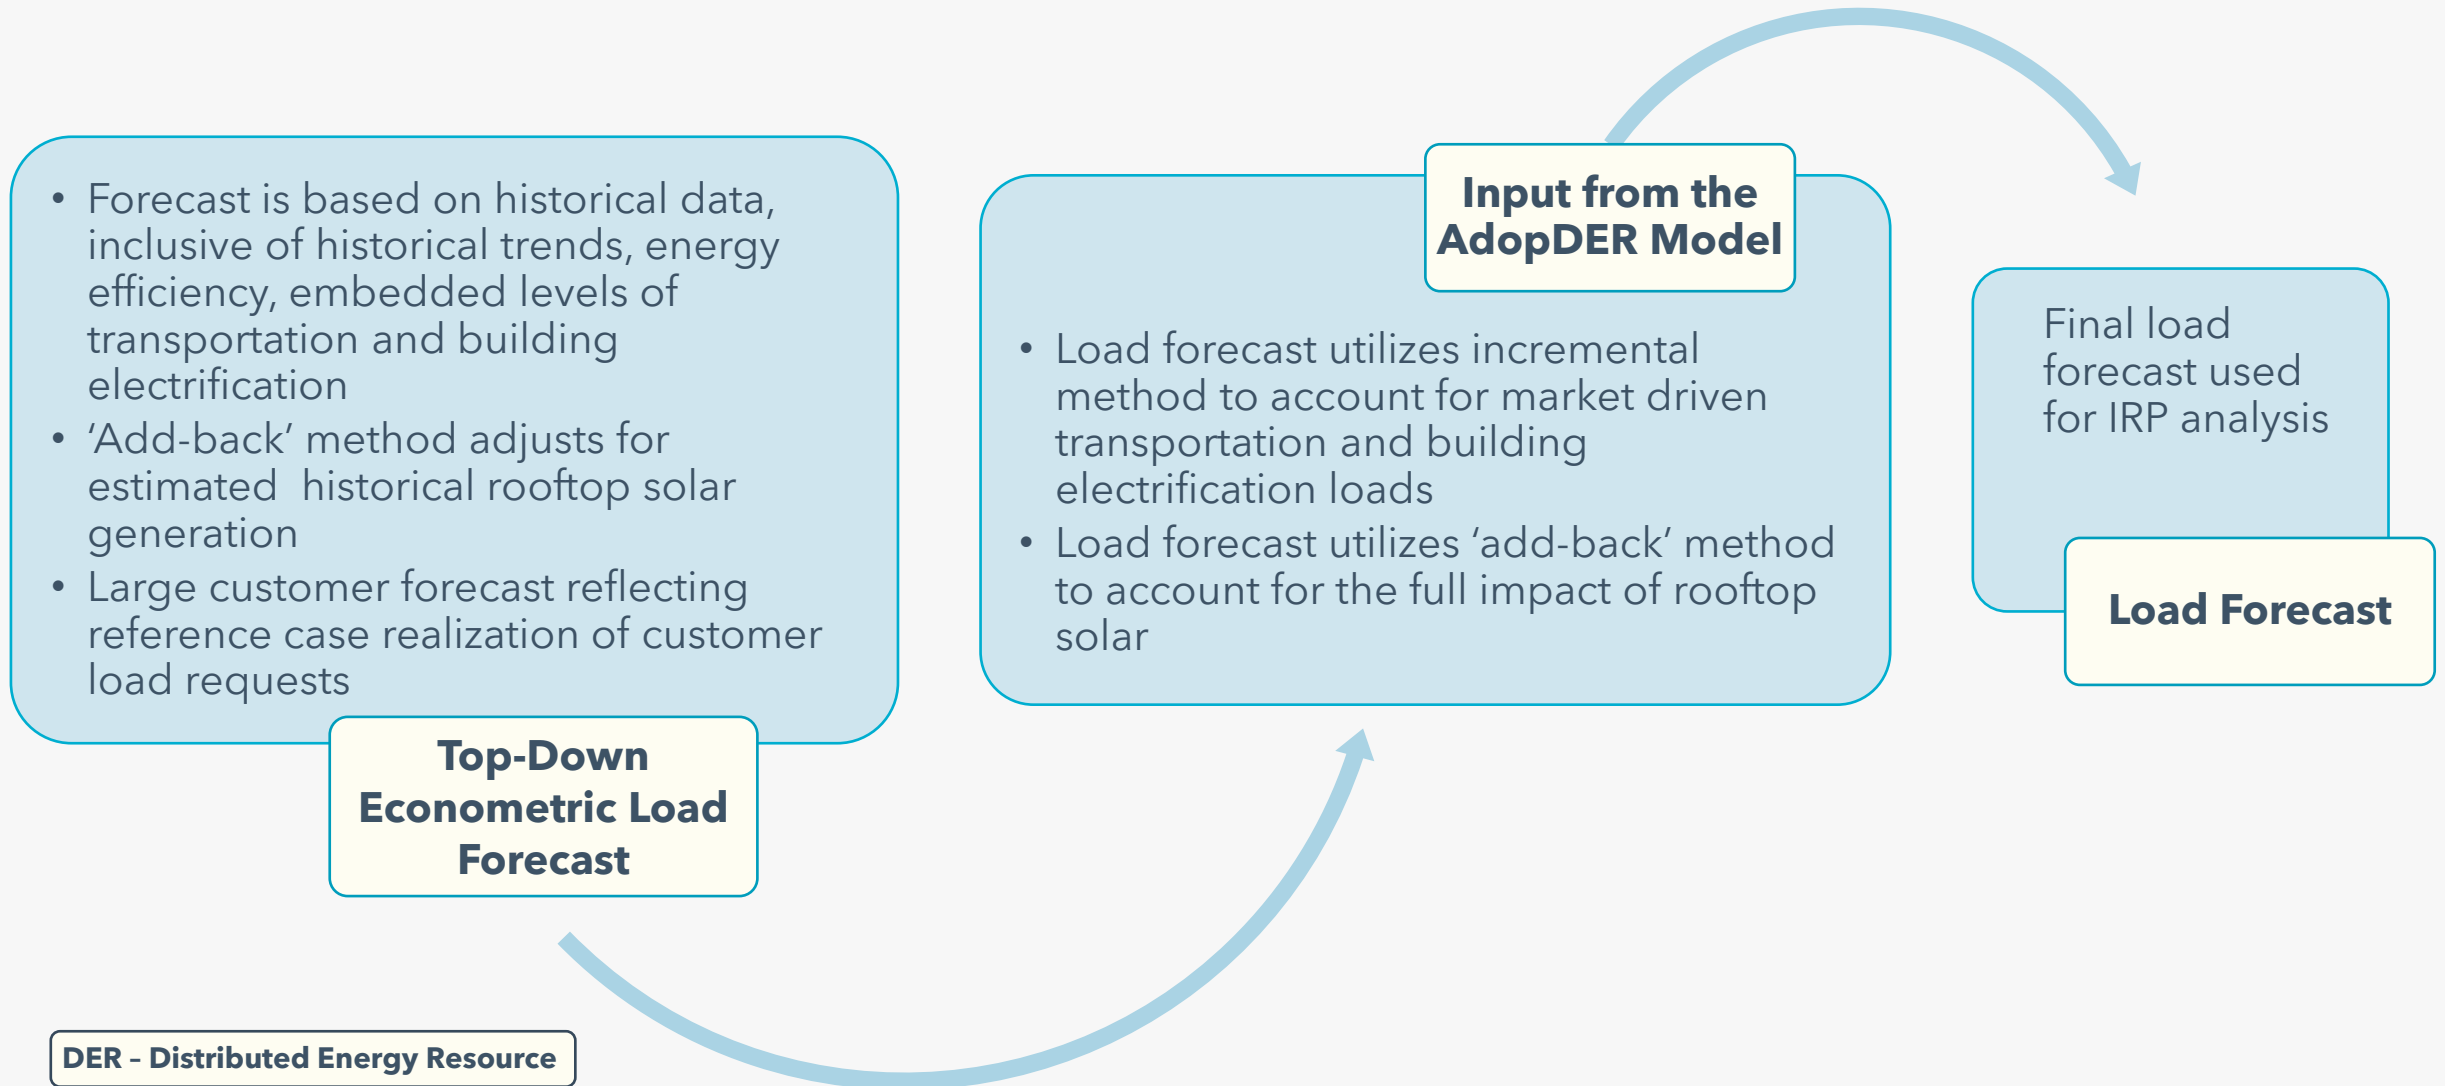 • Forecast is based on historical data,
inclusive of historical trends, energy
efficiency, embedded levels of
transportation and building
electrification
• ‘Add-back’ method adjusts for
estimated  historical rooftop solar
generation
• Large customer forecast reflecting
reference case realization of customer
load requests
Top-Down
Econometric Load
Forecast
Input from the
AdopDER Model
• Load forecast utilizes incremental
method to account for market driven
transportation and building
electrification loads
• Load forecast utilizes ‘add-back’ method
to account for the full impact of rooftop
solar
Final load
forecast used
for IRP analysis
Load Forecast
DER – Distributed Energy Resource